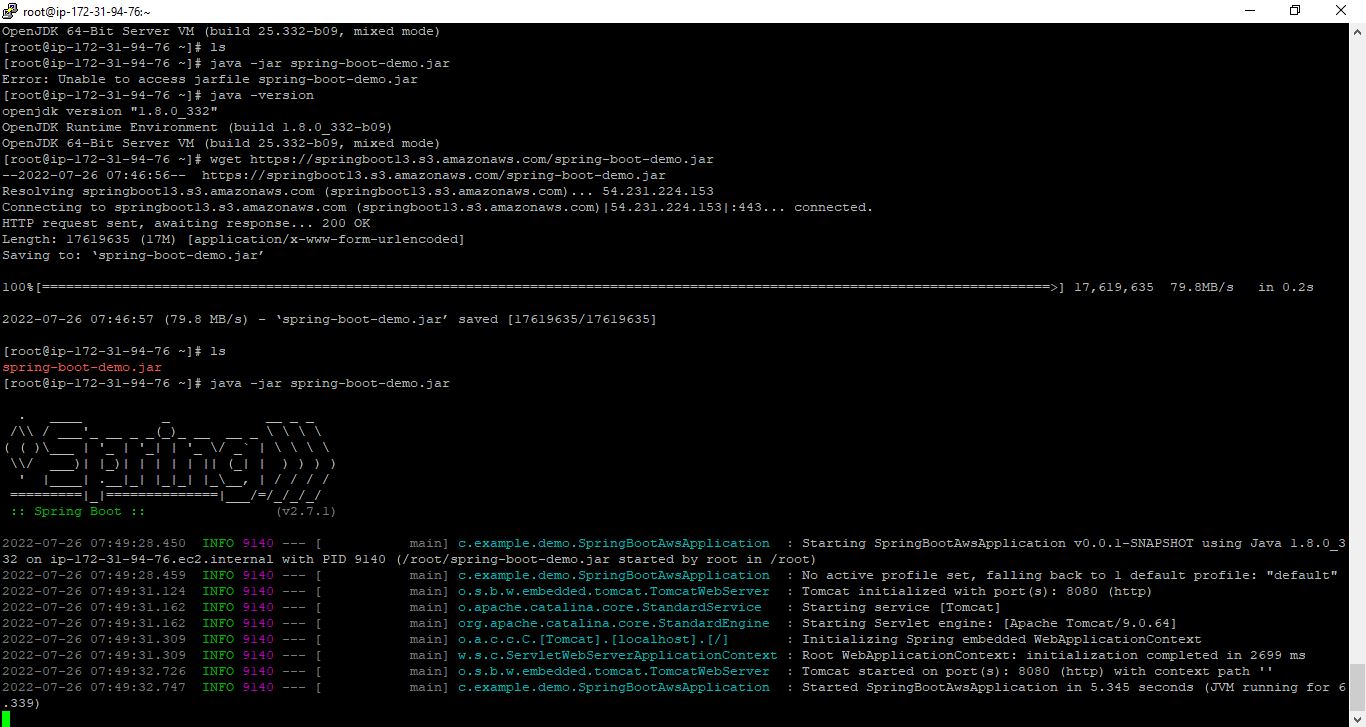 root@ip-172-31-94-76:~
OpenJDK 64-Bit Server VM (build 25.332-b09, mixed mode)
[root@ip-172-31-94-76 ~]# ls
[root@ip-172-31-94-76 ~]# java -jar spring-boot-demo.jar
Error: Unable to access jarfile spring-boot-demo.jar
[root@ip-172-31-94-76 ~]# java -version
openjdk version "1.8.0_332"
OpenJDK Runtime Environment (build 1.8.0_332-b09)
OpenJDK 64-Bit Server VM (build 25.332-b09, mixed mode)
[root@ip-172-31-94-76 ~]# wget https://springboot13.s3.amazonaws.com/spring-boot-demo.jar
--2022-07-26 07:46:56--  https://springboot13.s3.amazonaws.com/spring-boot-demo.jar
Resolving springboot13.s3.amazonaws.com (springboot13.s3.amazonaws.com)... 54.231.224.153
Connecting to springboot13.s3.amazonaws.com (springboot13.s3.amazonaws.com)|54.231.224.153|:443... connected.
HTTP request sent, awaiting response... 200 OK
Length: 17619635 (17M) [application/x-www-form-urlencoded]
Saving to: ‘spring-boot-demo.jar’
100%[==============================================================================>] 17,619,635  79.8MB/s   in 0.2s
2022-07-26 07:46:57 (79.8 MB/s) - ‘spring-boot-demo.jar’ saved [17619635/17619635]
[root@ip-172-31-94-76 ~]# ls
spring-boot-demo.jar
[root@ip-172-31-94-76 ~]# java -jar spring-boot-demo.jar
Spring
:: Spring Boot ::                (v2.7.1)
2022-07-26 07:49:28.450  INFO 9140 --- [           main] c.example.demo.SpringBootAwsApplication  : Starting SpringBootAwsApplication v0.0.1-SNAPSHOT using Java 1.8.0_3
32 on ip-172-31-94-76.ec2.internal with PID 9140 (/root/spring-boot-demo.jar started by root in /root)
2022-07-26 07:49:28.459  INFO 9140 --- [           main] c.example.demo.SpringBootAwsApplication  : No active profile set, falling back to 1 default profile: "default"
2022-07-26 07:49:31.124  INFO 9140 --- [           main] o.s.b.w.embedded.tomcat.TomcatWebServer  : Tomcat initialized with port(s): 8080 (http)
2022-07-26 07:49:31.162  INFO 9140 --- [           main] o.apache.catalina.core.StandardService   : Starting service [Tomcat]
2022-07-26 07:49:31.162  INFO 9140 --- [           main] org.apache.catalina.core.StandardEngine  : Starting Servlet engine: [Apache Tomcat/9.0.64]
2022-07-26 07:49:31.309  INFO 9140 --- [           main] o.a.c.c.C.[Tomcat].[localhost].[/]       : Initializing Spring embedded WebApplicationContext
2022-07-26 07:49:31.309  INFO 9140 --- [           main] w.s.c.ServletWebServerApplicationContext : Root WebApplicationContext: initialization completed in 2699 ms
2022-07-26 07:49:32.726  INFO 9140 --- [           main] o.s.b.w.embedded.tomcat.TomcatWebServer  : Tomcat started on port(s): 8080 (http) with context path ''
2022-07-26 07:49:32.747  INFO 9140 --- [           main] c.example.demo.SpringBootAwsApplication  : Started SpringBootAwsApplication in 5.345 seconds (JVM running for 6
.339)